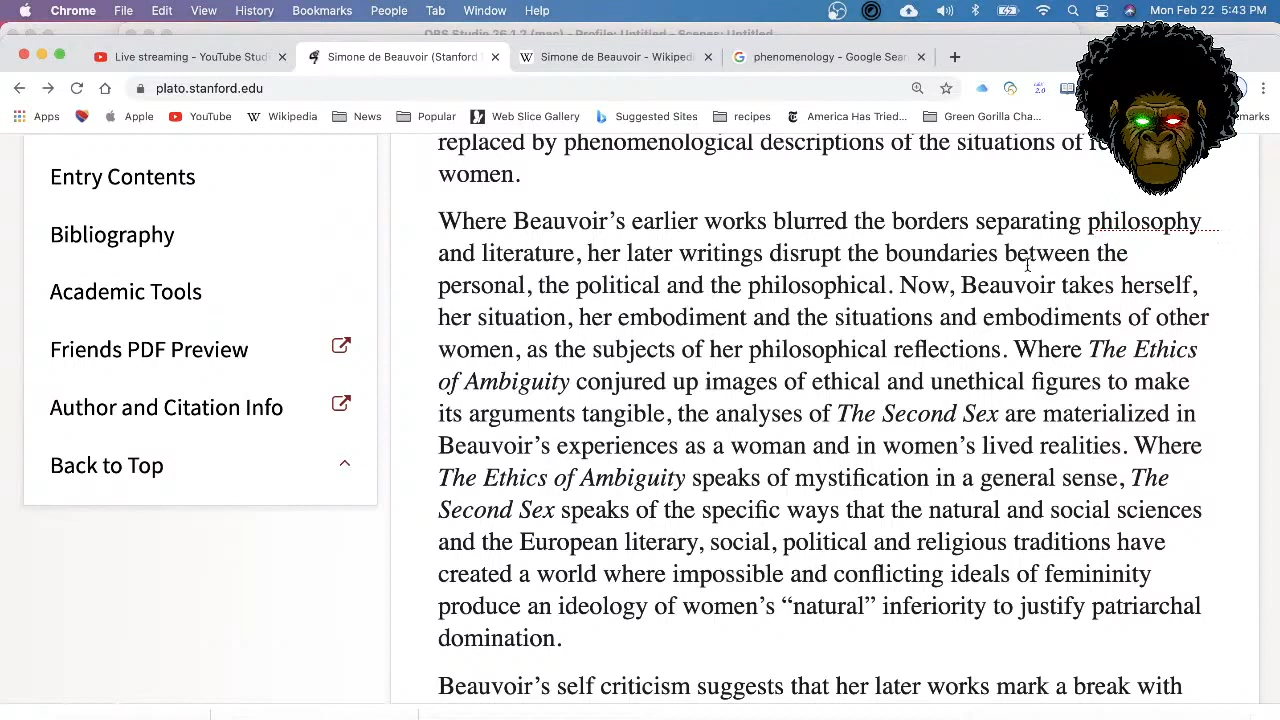 Chrome File Edit View History Bookmarks People Tab Window Help Mon Feb 22 5:43 PM
Live streaming - YouTube Stud Simone de Beauvoir (Stanford Simone de Beauvoir - Wikiped phenomenology - Google Sear
plato.stanford.edu
Apps Apple YouTube Wikipedia News Popular Web Slice Gallery Suggested Sites recipes America Has Tried... Green Gorilla Cha...
replaced by phenomenological descriptions of the situations of
women.
Entry Contents
Bibliography
Academic Tools
Friends PDF Preview
Author and Citation Info
Back to Top
Where Beauvoir’s earlier works blurred the borders separating philosophy
and literature, her later writings disrupt the boundaries between the
personal, the political and the philosophical. Now, Beauvoir takes herself,
her situation, her embodiment and the situations and embodiments of other
women, as the subjects of her philosophical reflections. Where The Ethics
of Ambiguity conjured up images of ethical and unethical figures to make
its arguments tangible, the analyses of The Second Sex are materialized in
Beauvoir’s experiences as a woman and in women’s lived realities. Where
The Ethics of Ambiguity speaks of mystification in a general sense, The
Second Sex speaks of the specific ways that the natural and social sciences
and the European literary, social, political and religious traditions have
created a world where impossible and conflicting ideals of femininity
produce an ideology of women’s “natural” inferiority to justify patriarchal
domination.
Beauvoir’s self criticism suggests that her later works mark a break with